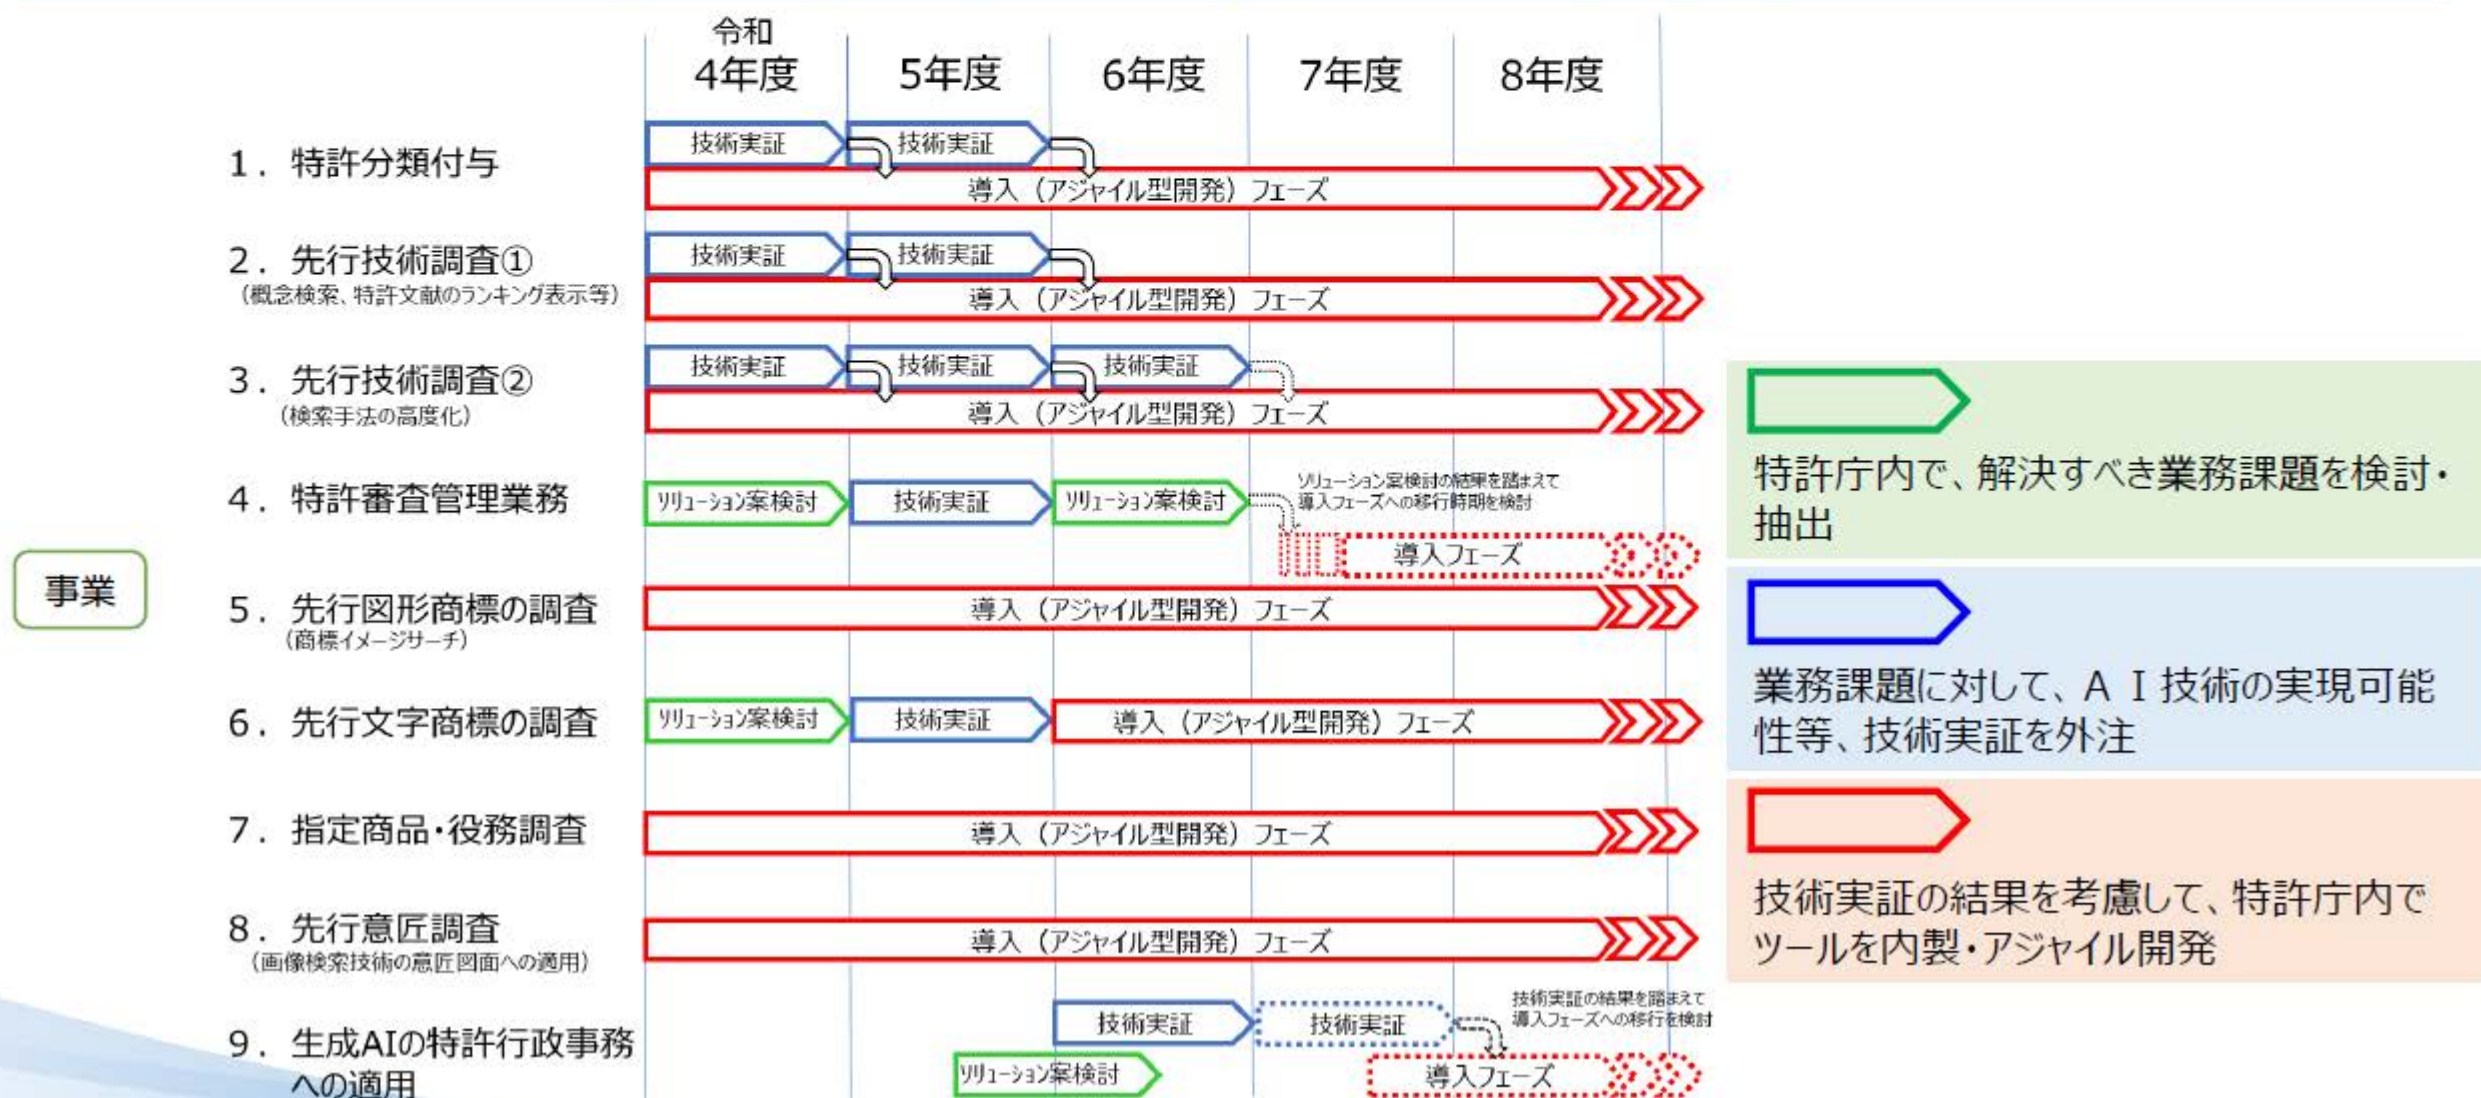 令和
4年度
5年度
6年度
7年度
8年度
事業
1．特許分類付与
技術実証
技術実証
導入（アジャイル型開発）フェーズ
2．先行技術調査①
（概念検索、特許文献のランキング表示等）
技術実証
技術実証
導入（アジャイル型開発）フェーズ
3．先行技術調査②
（検索手法の高度化）
技術実証
技術実証
技術実証
導入（アジャイル型開発）フェーズ
4．特許審査管理業務
ソリューション案検討
技術実証
ソリューション案検討
ソリューション案検討の結果を踏まえて
導入フェーズへの移行時期を検討
導入フェーズ
5．先行図形商標の調査
（商標イメージサーチ）
導入（アジャイル型開発）フェーズ
6．先行文字商標の調査
ソリューション案検討
技術実証
導入（アジャイル型開発）フェーズ
7．指定商品・役務調査
導入（アジャイル型開発）フェーズ
8．先行意匠調査
（画像検索技術の意匠図面への適用）
導入（アジャイル型開発）フェーズ
9．生成AIの特許行政事務
への適用
技術実証
技術実証
技術実証の結果を踏まえて
導入フェーズへの移行を検討
ソリューション案検討
導入フェーズ
特許庁内で、解決すべき業務課題を検討・
抽出
業務課題に対して、ＡＩ技術の実現可能
性等、技術実証を外注
技術実証の結果を考慮して、特許庁内で
ツールを内製・アジャイル開発